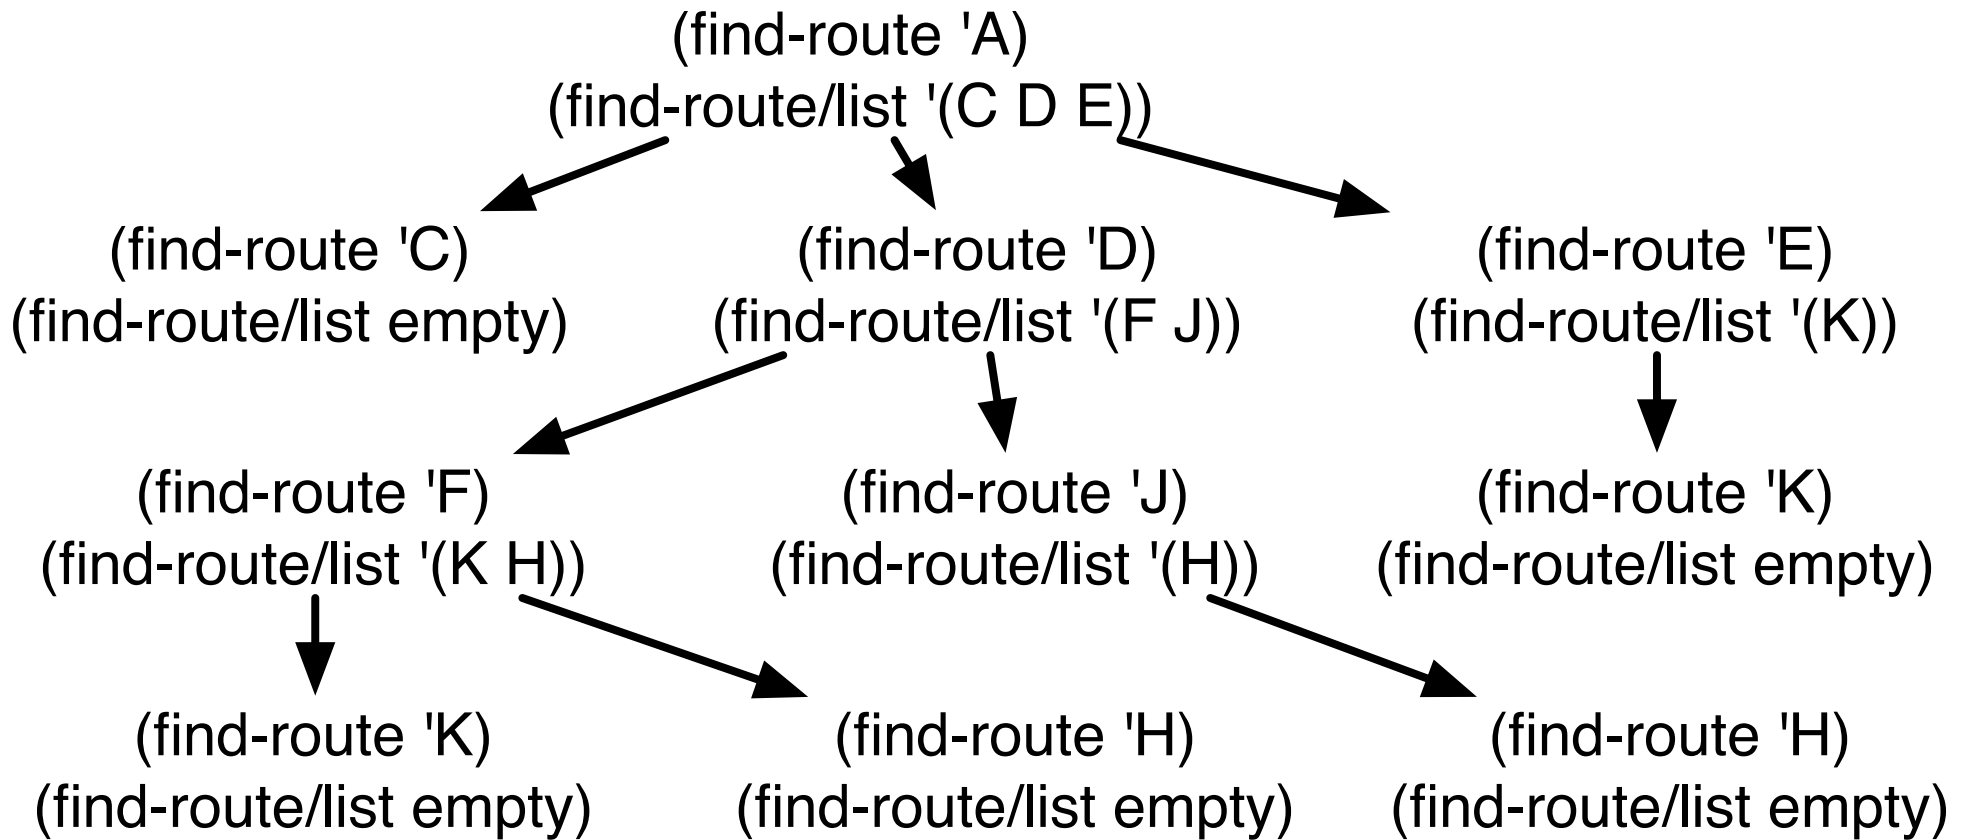 (find-route 'A)
(find-route/list '(C D E))
(find-route 'C)
(find-route/list empty)
(find-route 'D)
(find-route/list '(F J))
(find-route 'E)
(find-route/list '(K))
(find-route 'F)
(find-route/list '(K H))
(find-route 'J)
(find-route/list '(H))
(find-route 'K)
(find-route/list empty)
(find-route 'K)
(find-route/list empty)
(find-route 'H)
(find-route/list empty)
(find-route 'H)
(find-route/list empty)